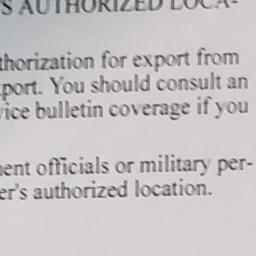 S AUTHORIZED LOCA-
thorization for export from
port. You should consult an
vice bulletin coverage if you
ent officials or military per-
er's authorized location.